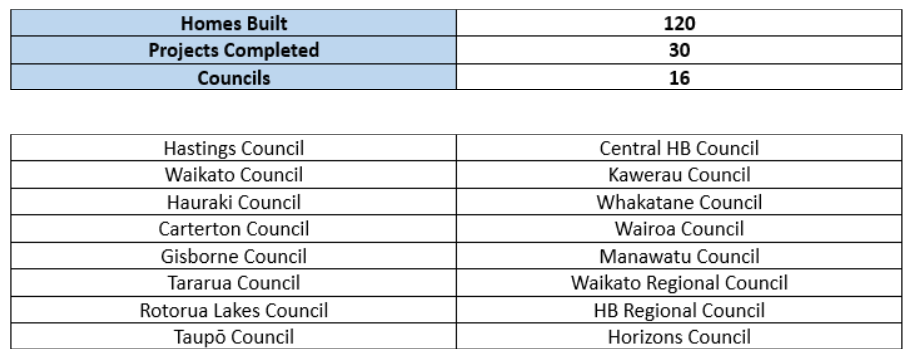 Homes Built 120
Projects Completed 30
Councils 16
Hastings Council Central HB Council
Waikato Council Kawerau Council
Hauraki Council Whakatane Council
Carterton Council Wairoa Council
Gisborne Council Manawatu Council
Tararua Council Waikato Regional Council
Rotorua Lakes Council HB Regional Council
Taupō Council Horizons Council